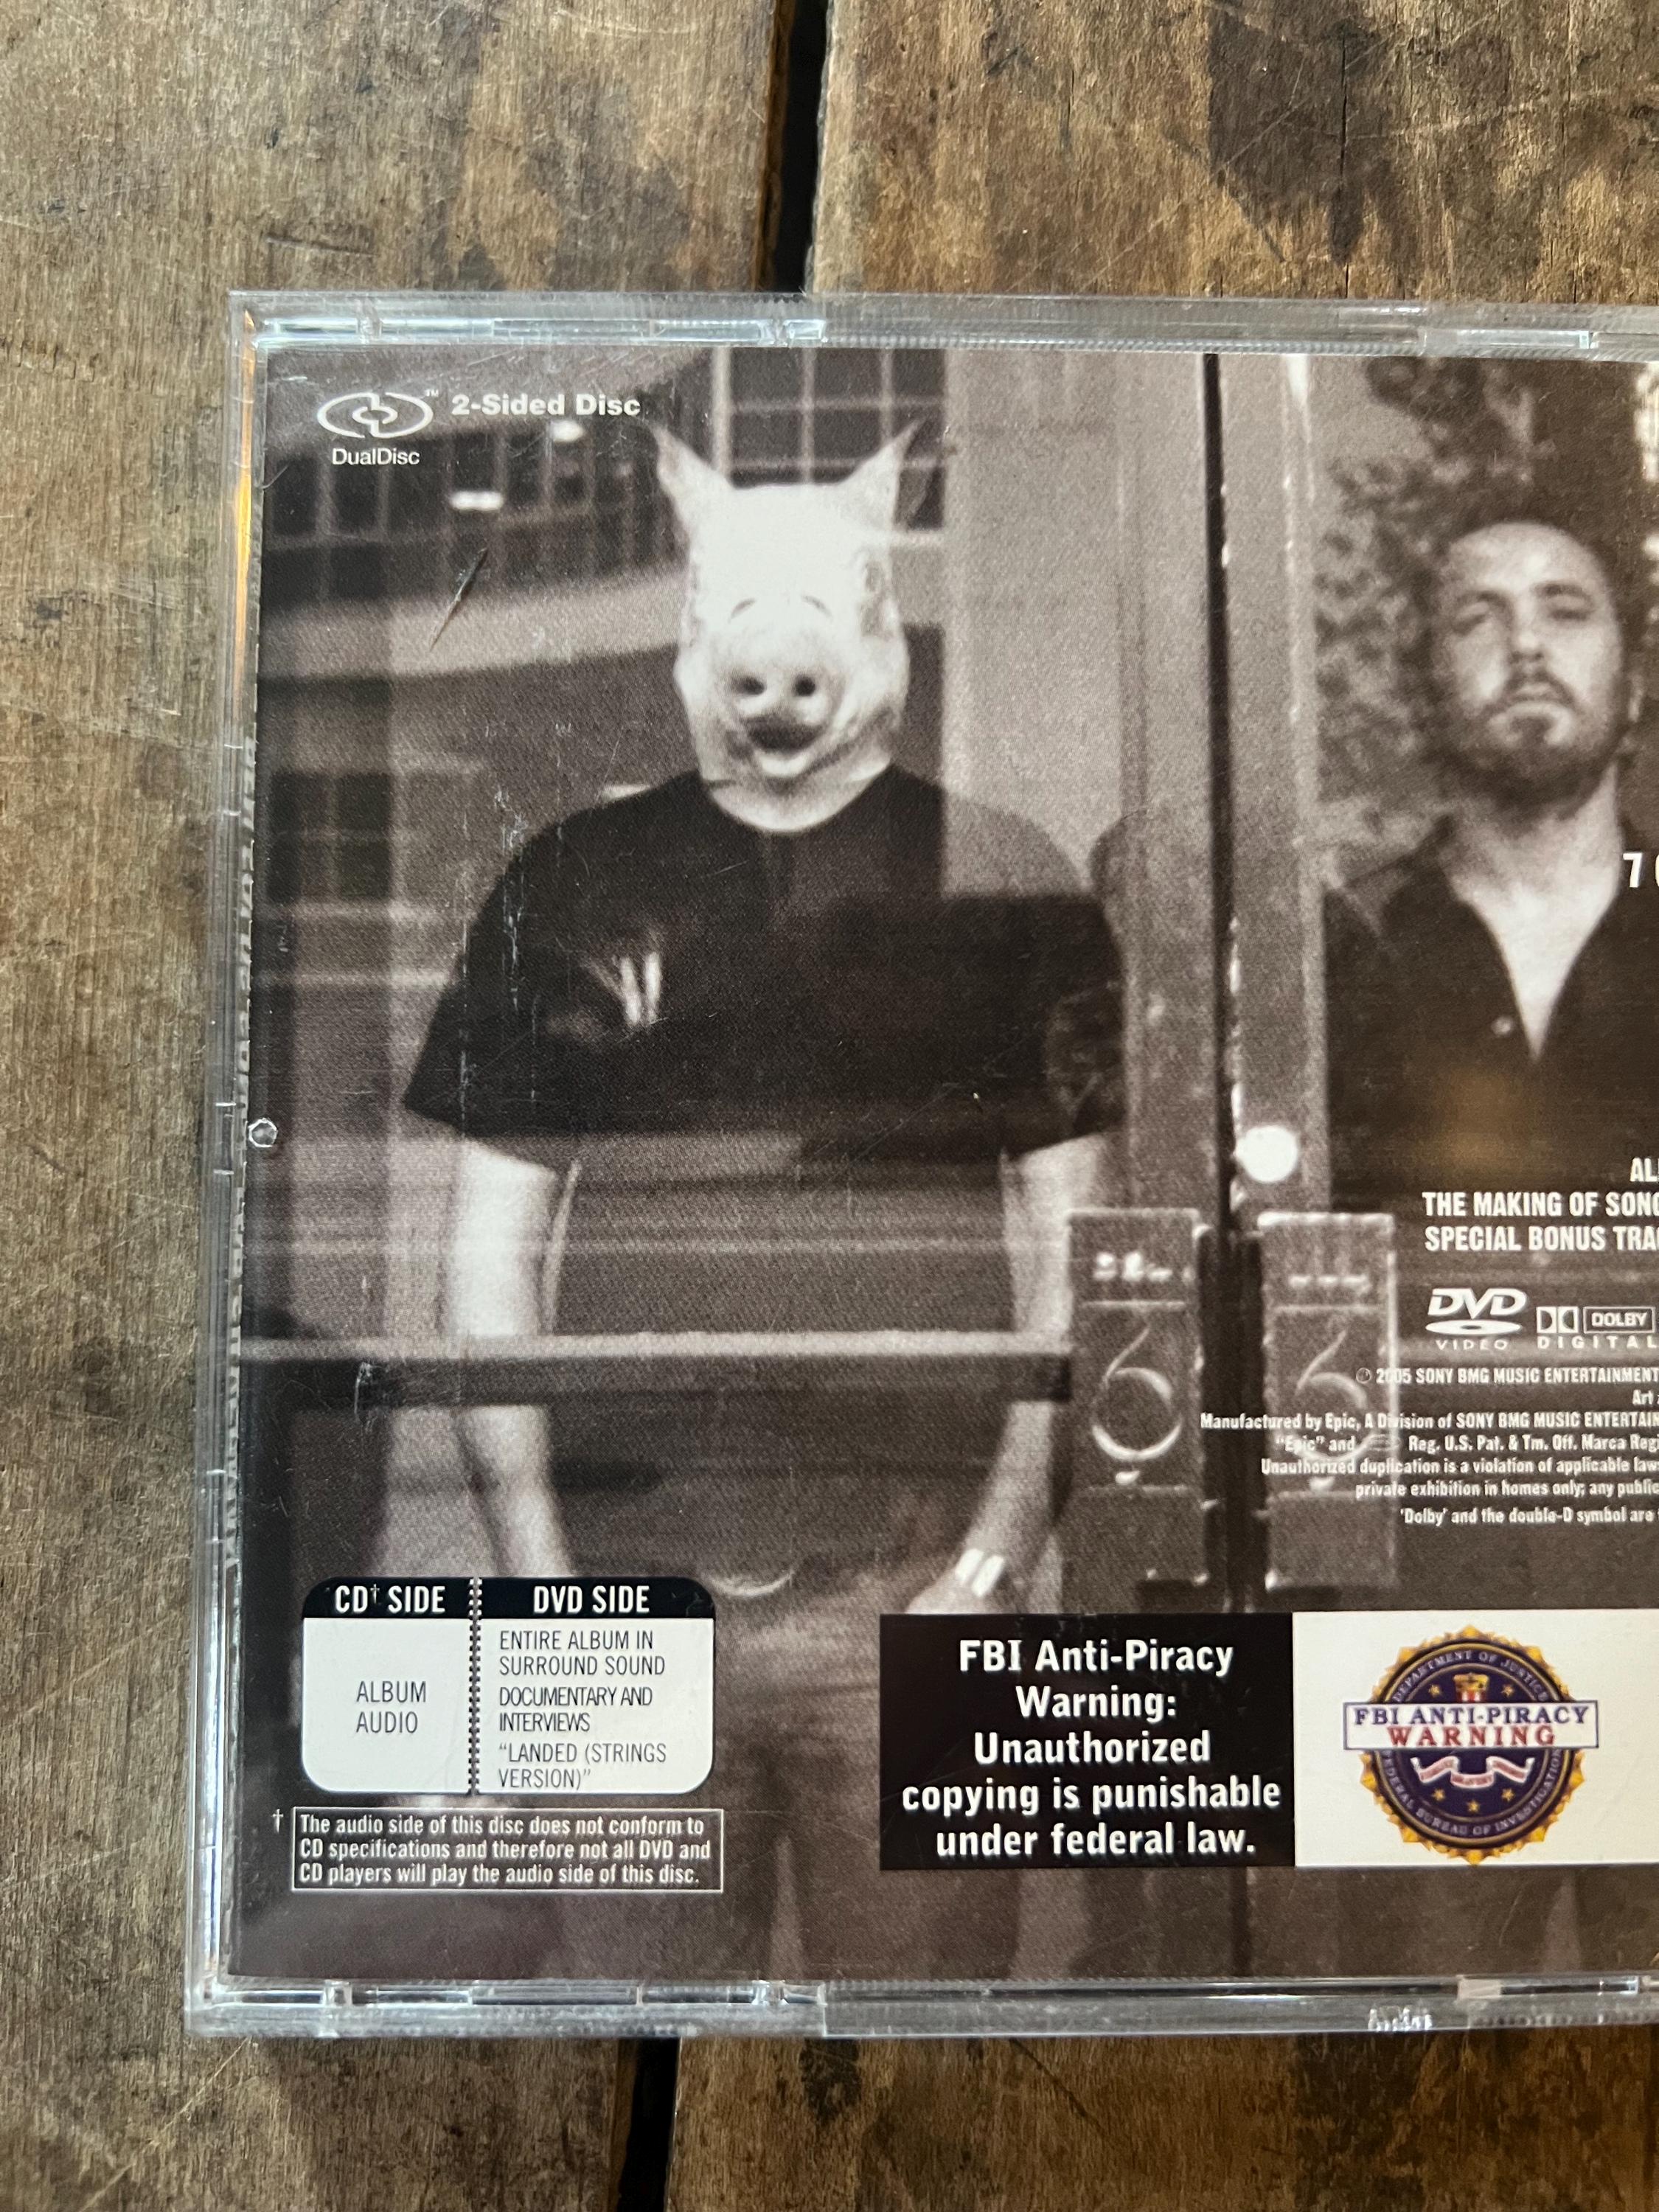 2-Sided Disc
DualDisc
7
THE MAKING OF
SPECIAL BONUS
DVD
VIDEO
DOLBY
DIGITAL
℗ 2005 SONY BMG MUSIC ENTERTAINMENT
Art
Manufactured by Epic, A Division of SONY BMG MUSIC
"Epic" and Reg. U.S. Pat. & Tm. Off. Marca
Unauthorized duplication is a violation of applicable
private exhibition in homes only; any
'Dolby' and the double-D symbol are
6 6
CD† SIDE DVD SIDE
ALBUM
AUDIO
ENTIRE ALBUM IN
SURROUND SOUND
DOCUMENTARY AND
INTERVIEWS
"LANDED (STRINGS
VERSION)"
† The audio side of this disc does not conform to
CD specifications and therefore not all DVD and
CD players will play the audio side of this disc.
FBI Anti-Piracy
Warning:
Unauthorized
copying is punishable
under federal law.
DEPARTMENT OF JUSTICE
FBI ANTI-PIRACY
WARNING
FEDERAL BUREAU OF INVESTIGATION